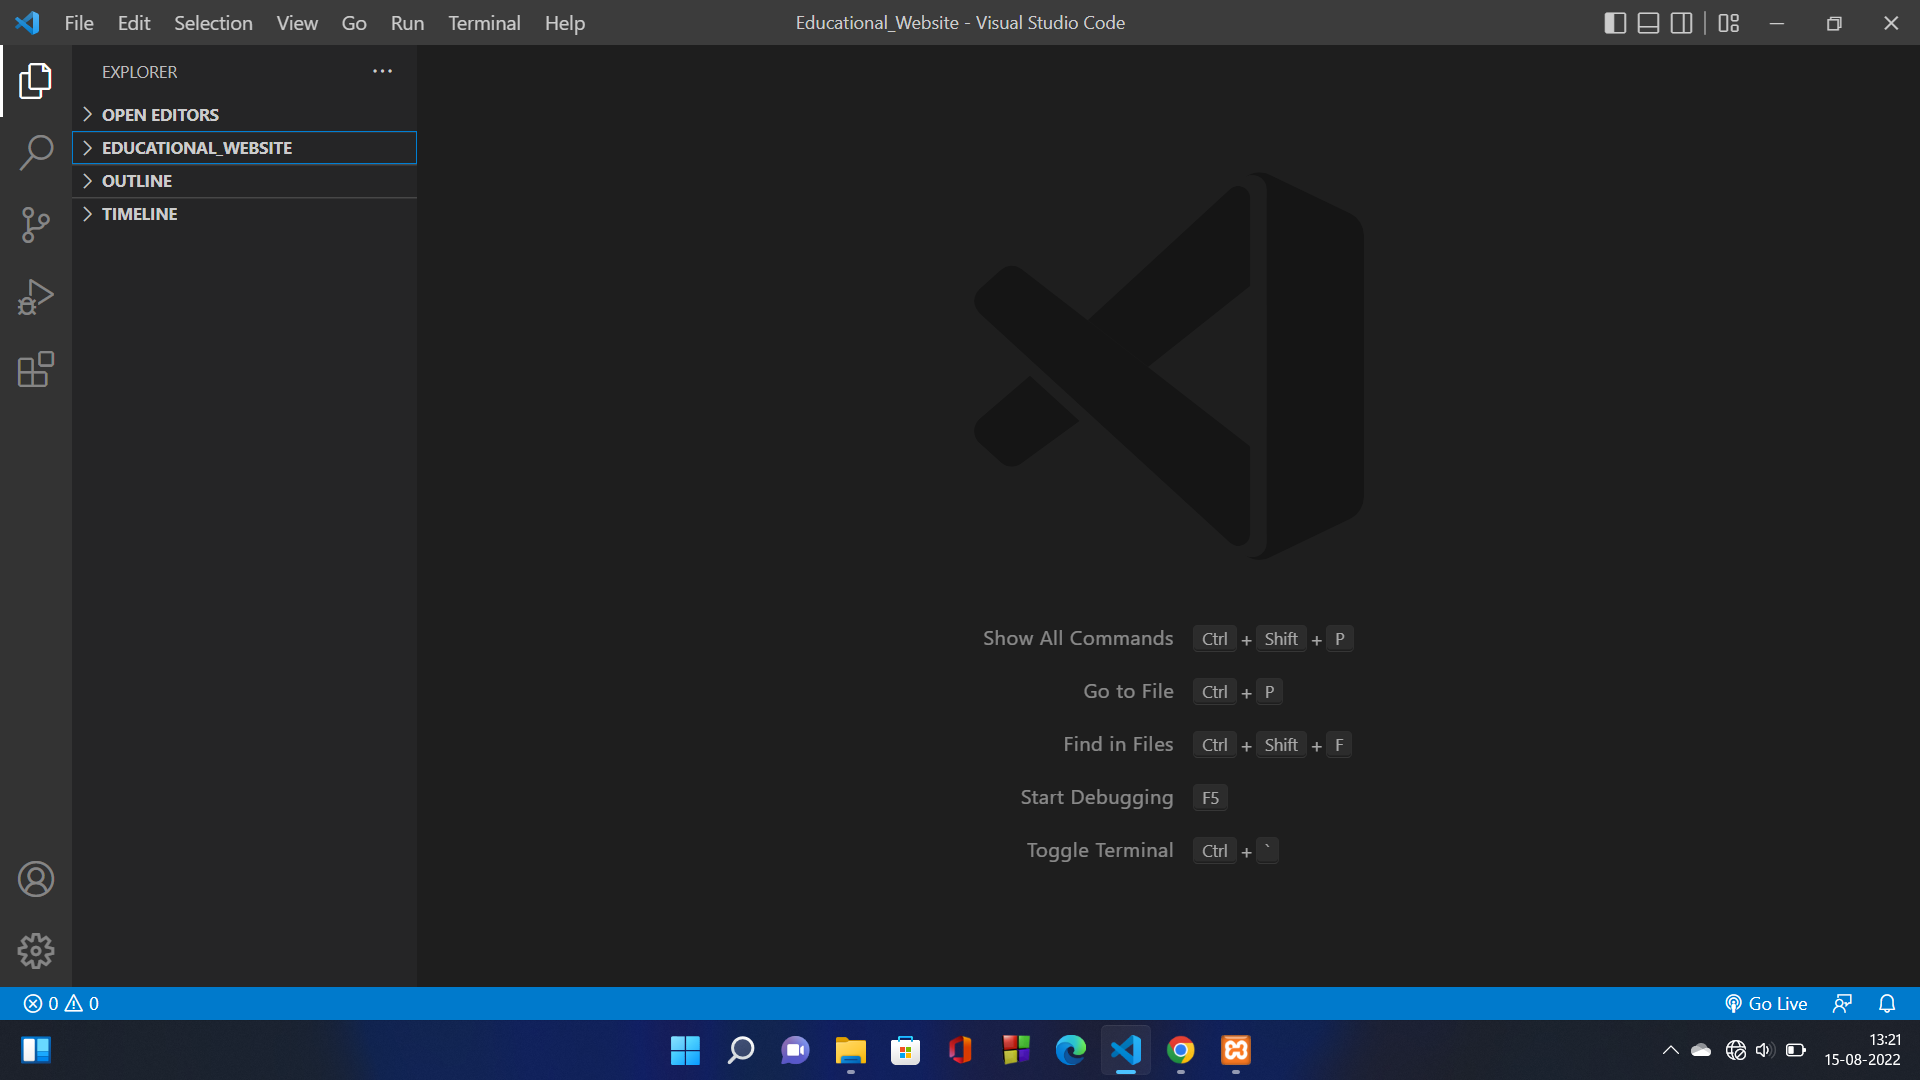 File Edit Selection View Go Run Terminal Help
Educational_Website - Visual Studio Code
EXPLORER
OPEN EDITORS
EDUCATIONAL_WEBSITE
OUTLINE
TIMELINE
Show All Commands Ctrl + Shift + P
Go to File Ctrl + P
Find in Files Ctrl + Shift + F
Start Debugging F5
Toggle Terminal Ctrl + `
0 0
Go Live
13:21
15-08-2022